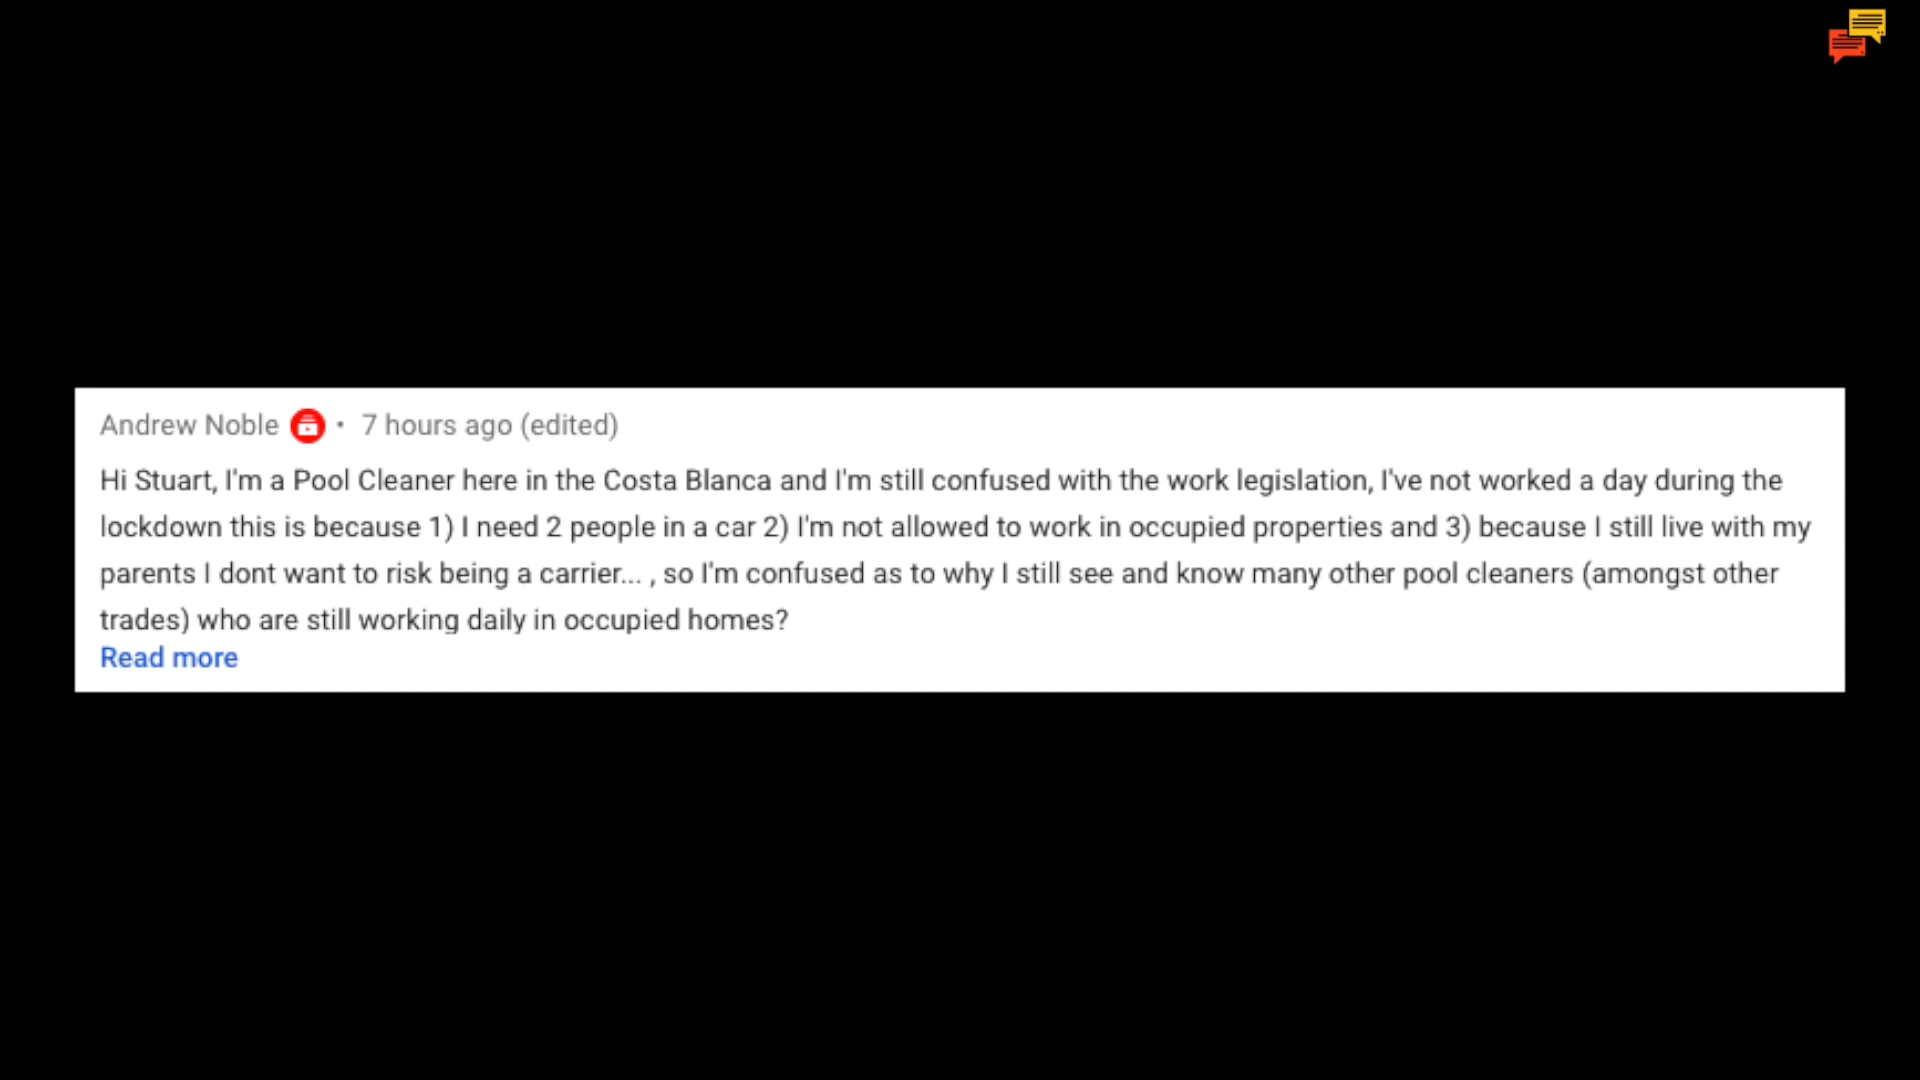 Andrew Noble • 7 hours ago (edited)
Hi Stuart, I'm a Pool Cleaner here in the Costa Blanca and I'm still confused with the work legislation, I've not worked a day during the
lockdown this is because 1) I need 2 people in a car 2) I'm not allowed to work in occupied properties and 3) because I still live with my
parents I dont want to risk being a carrier... , so I'm confused as to why I still see and know many other pool cleaners (amongst other
trades) who are still working daily in occupied homes?
Read more